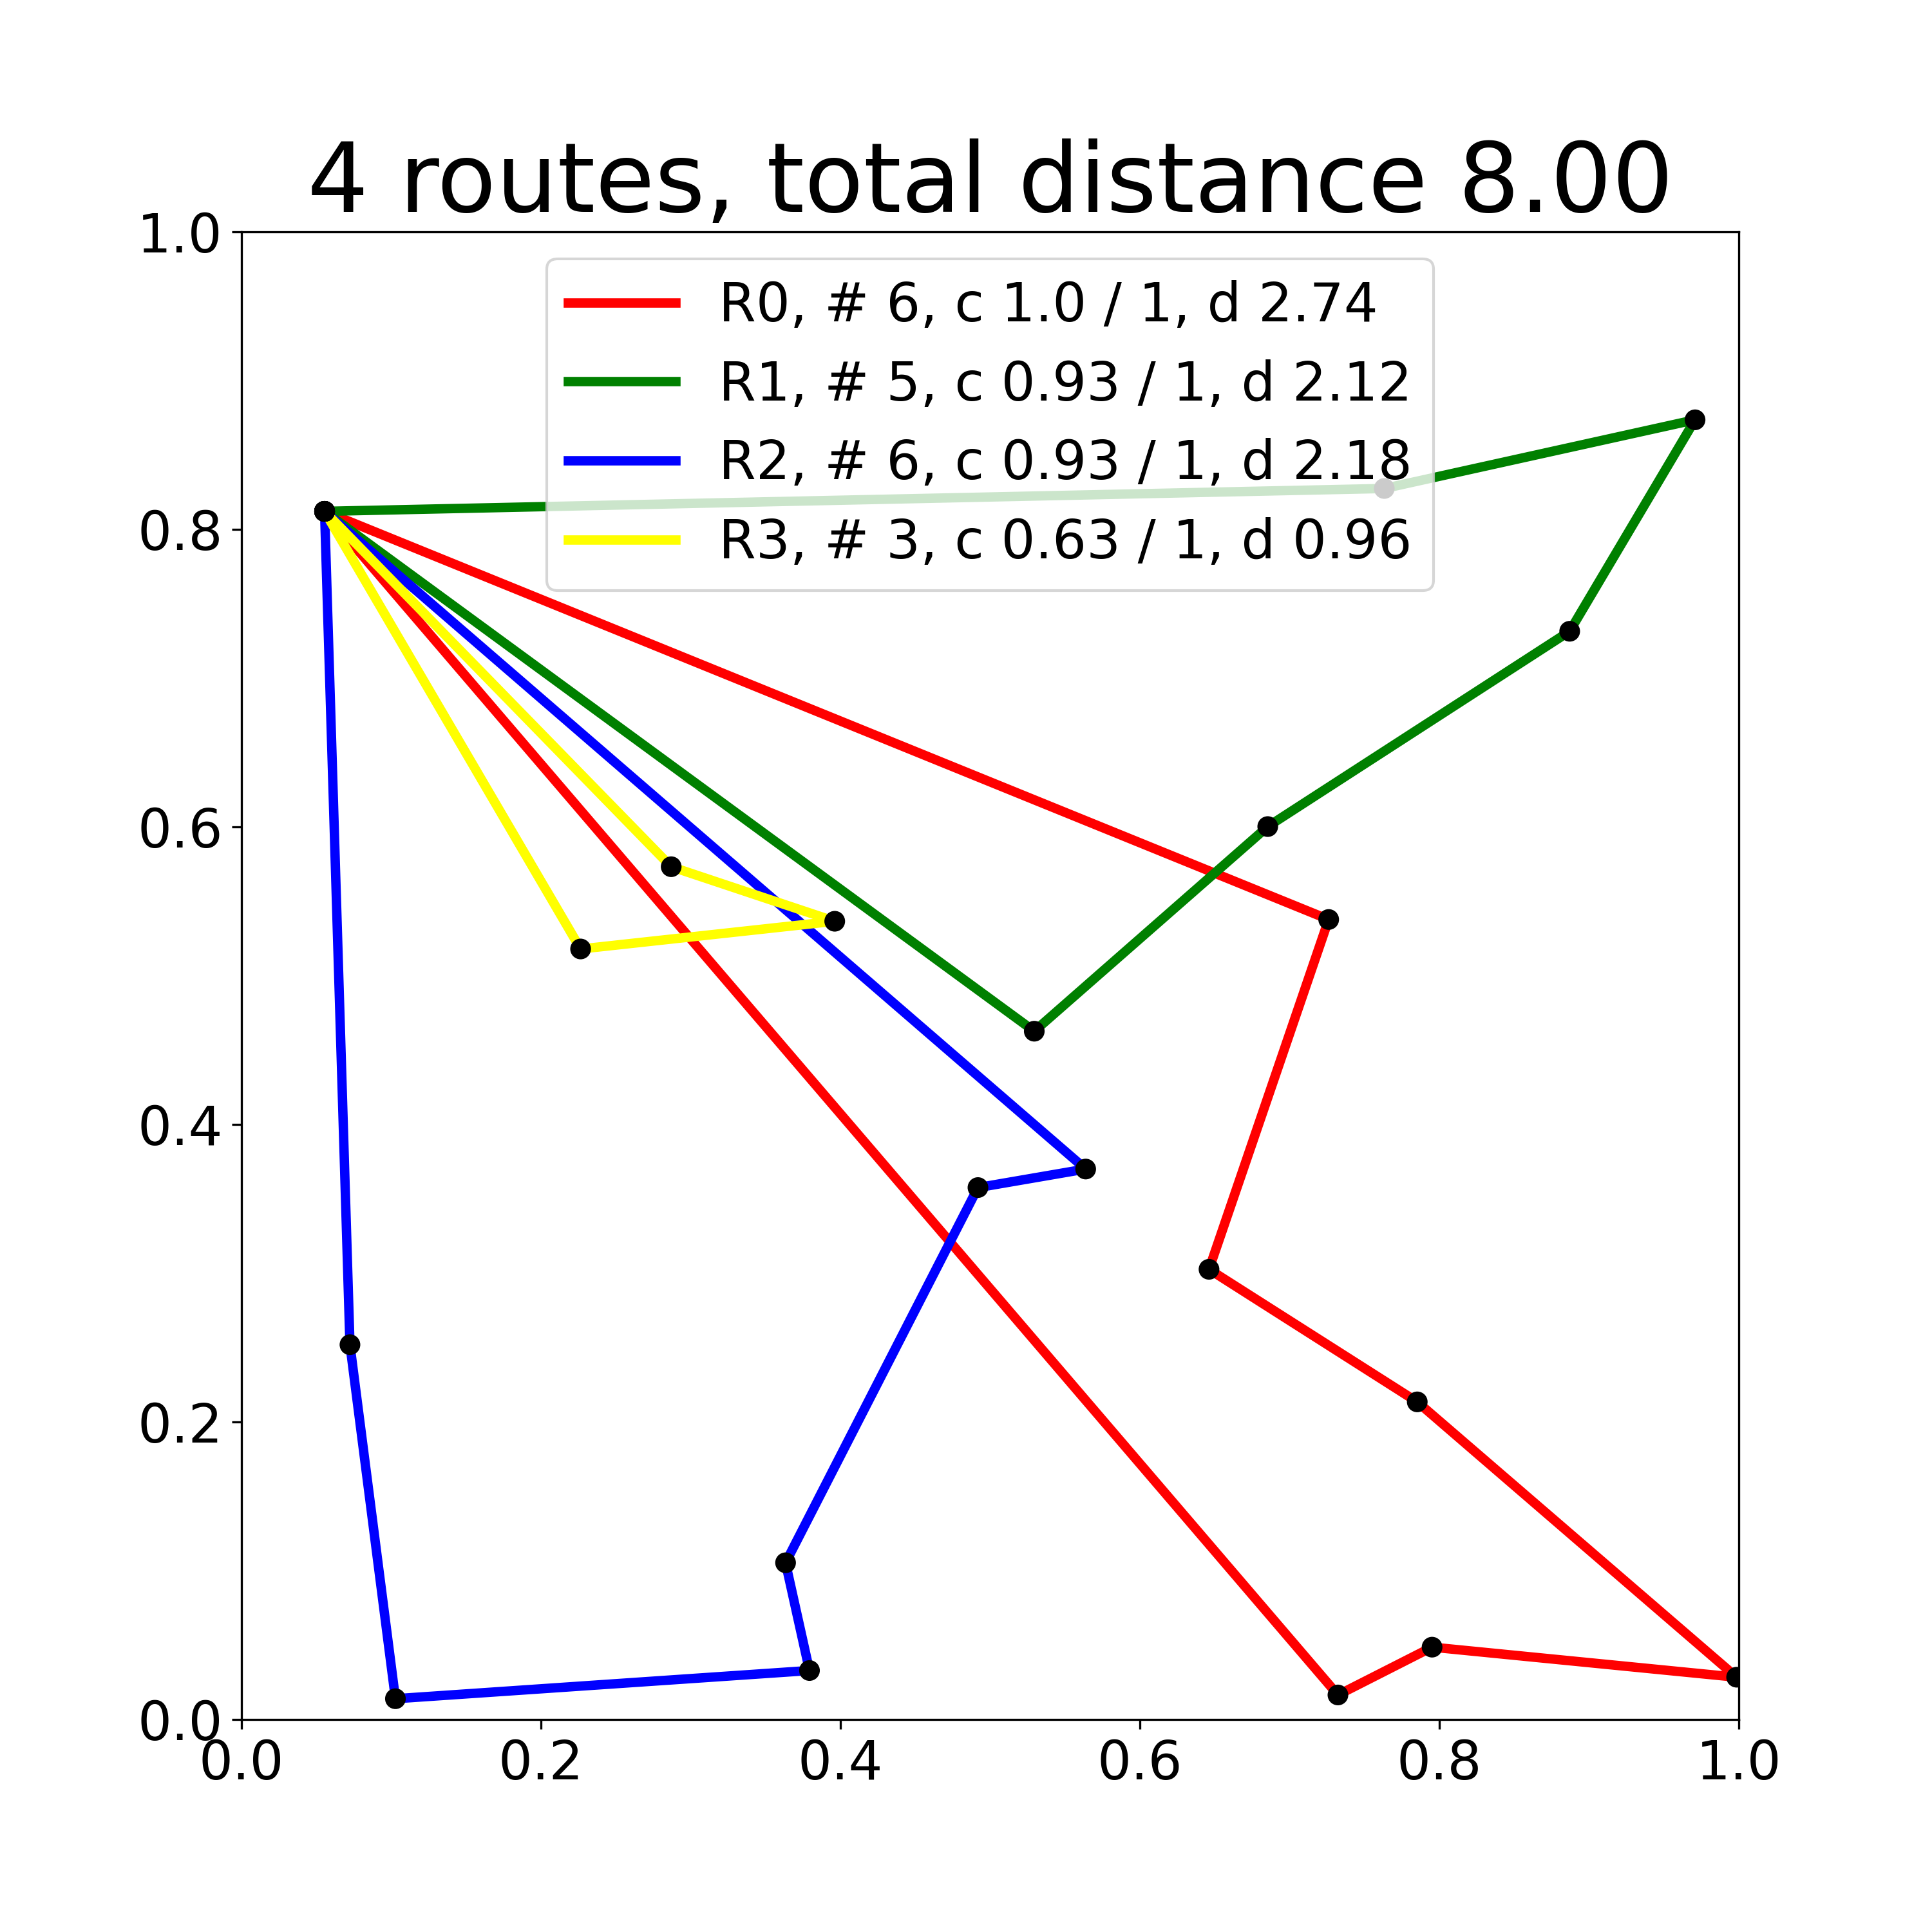 4 routes, total distance 8.00
1.0
R0, # 6, c 1.0 / 1, d 2.74
R1, # 5, c 0.93 / 1, d 2.12
R2, # 6, c 0.93 / 1, d 2.18
R3, # 3, c 0.63 / 1, d 0.96
0.8
0.6
0.4
0.2
0.0
0.0 0.2 0.4 0.6 0.8 1.0